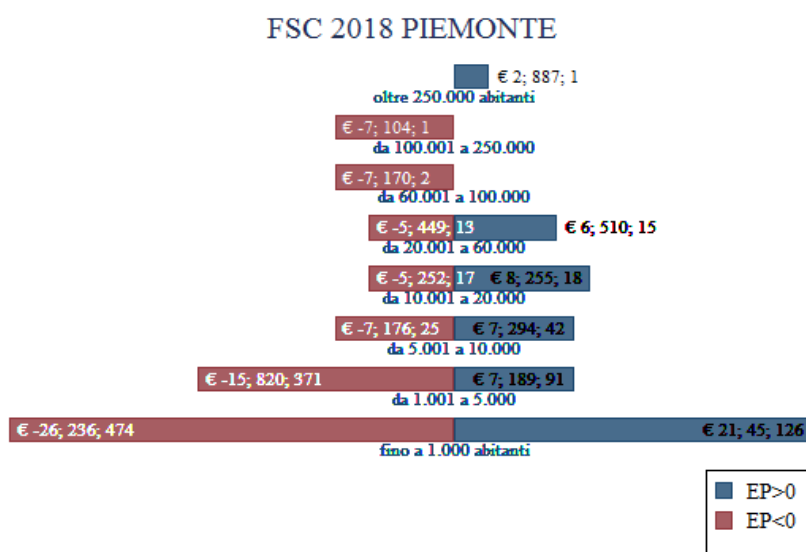 FSC 2018 PIEMONTE
€ 2; 887; 1
oltre 250.000 abitanti
€ -7; 104; 1
da 100.001 a 250.000
€ -7; 170; 2
da 60.001 a 100.000
€ -5; 449; 13 € 6; 510; 15
da 20.001 a 60.000
€ -5; 252; 17 € 8; 255; 18
da 10.001 a 20.000
€ -7; 176; 25 € 7; 294; 42
da 5.001 a 10.000
€ -15; 820; 371 € 7; 189; 91
da 1.001 a 5.000
€ -26; 236; 474 € 21; 45; 126
fino a 1.000 abitanti
EP>0
EP<0